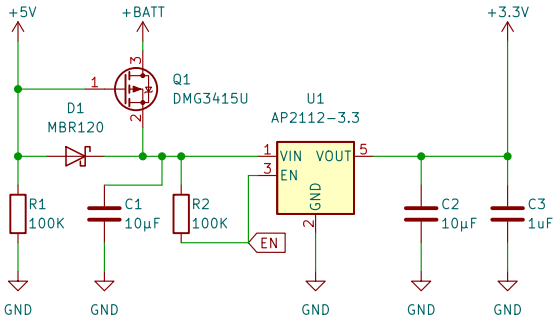 +5V
+BATT
+3.3V
3
1
Q1
DMG3415U
2
D1
MBR120
U1
AP2112-3.3
1
VIN
VOUT
5
3
EN
GND
2
R1
100K
C1
10µF
R2
100K
EN
C2
10µF
C3
1uF
GND
GND
GND
GND
GND